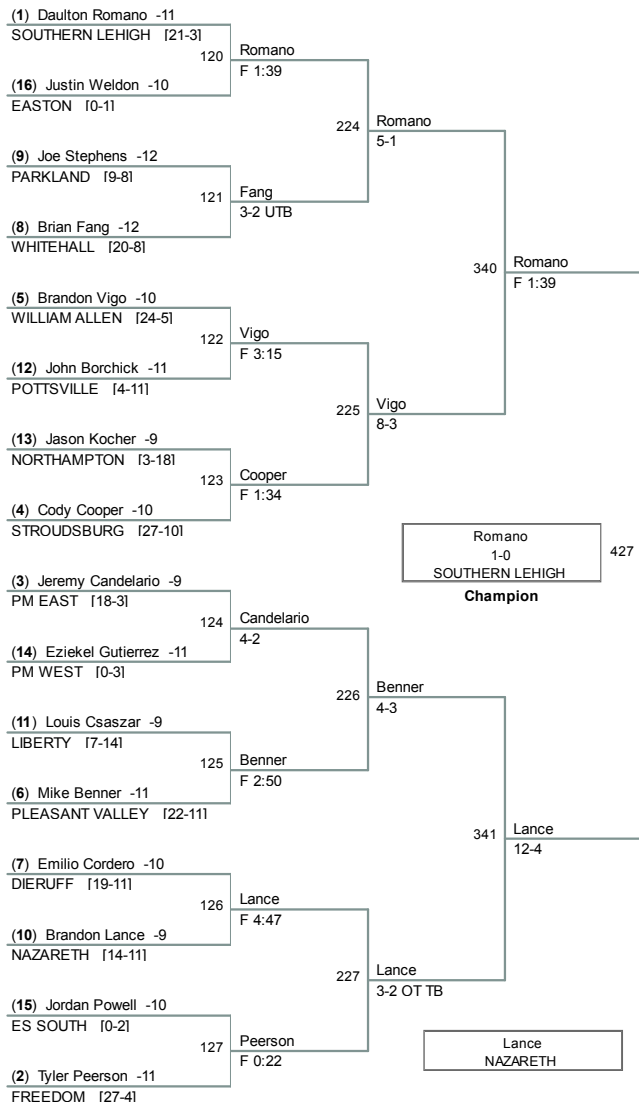 (1) Daulton Romano -11
SOUTHERN LEHIGH [21-3]
120
Romano
F 1:39
(16) Justin Weldon -10
EASTON [0-1]
224
Romano
5-1
(9) Joe Stephens -12
PARKLAND [9-8]
121
Fang
3-2 UTB
(8) Brian Fang -12
WHITEHALL [20-8]
340
Romano
F 1:39
(5) Brandon Vigo -10
WILLIAM ALLEN [24-5]
122
Vigo
F 3:15
(12) John Borchick -11
POTTSVILLE [4-11]
225
Vigo
8-3
(13) Jason Kocher -9
NORTHAMPTON [3-18]
123
Cooper
F 1:34
(4) Cody Cooper -10
STROUDSBURG [27-10]
Romano
1-0
SOUTHERN LEHIGH
427
Champion
(3) Jeremy Candelario -9
PM EAST [18-3]
124
Candelario
4-2
(14) Eziekel Gutierrez -11
PM WEST [0-3]
226
Benner
4-3
(11) Louis Csaszar -9
LIBERTY [7-14]
125
Benner
F 2:50
(6) Mike Benner -11
PLEASANT VALLEY [22-11]
341
Lance
12-4
(7) Emilio Cordero -10
DIERUFF [19-11]
126
Lance
F 4:47
(10) Brandon Lance -9
NAZARETH [14-11]
227
Lance
3-2 OT TB
(15) Jordan Powell -10
ES SOUTH [0-2]
127
Peerson
F 0:22
(2) Tyler Peerson -11
FREEDOM [27-4]
Lance
NAZARETH